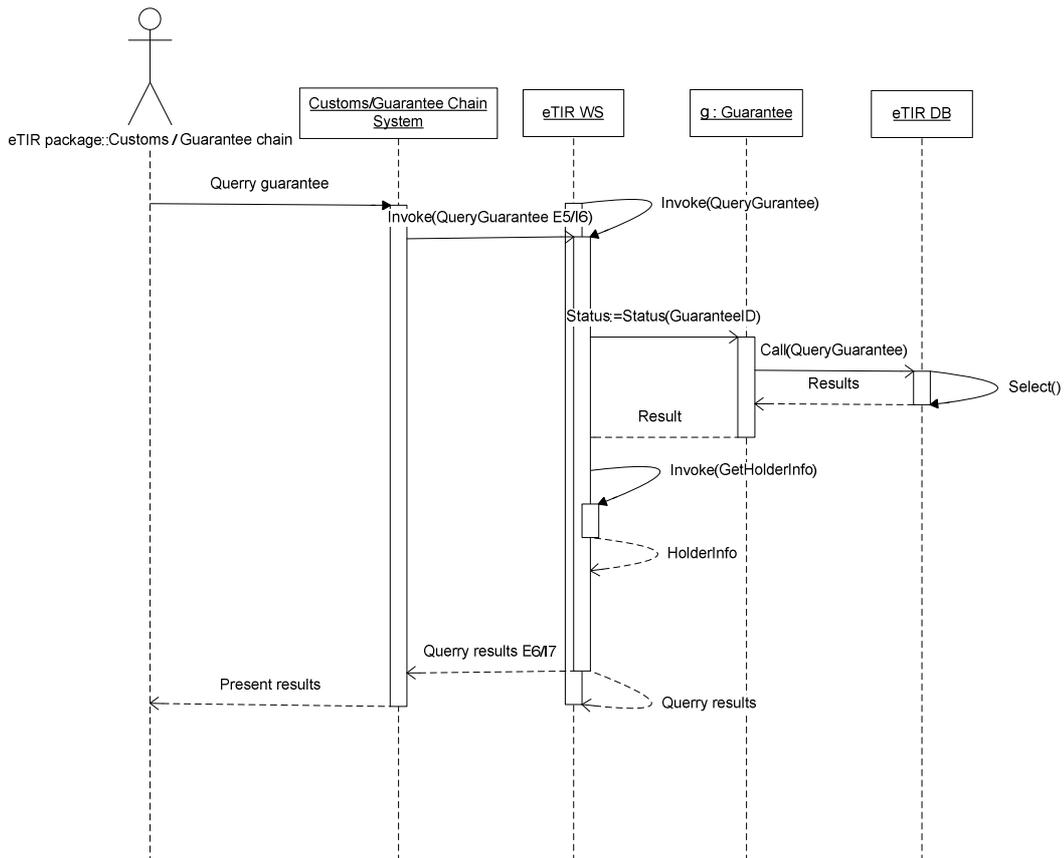 Customs/Guarantee Chain
System
eTIR WS
g : Guarantee
eTIR DB
eTIR package::Customs / Guarantee chain
Querry guarantee
Invoke(QueryGurantee)
Invoke(QueryGuarantee E5/I6)
Status:=Status(GuaranteeID)
Call(QueryGuarantee)
Results
Select()
Result
Invoke(GetHolderInfo)
HolderInfo
Querry results E6/I7
Present results
Querry results